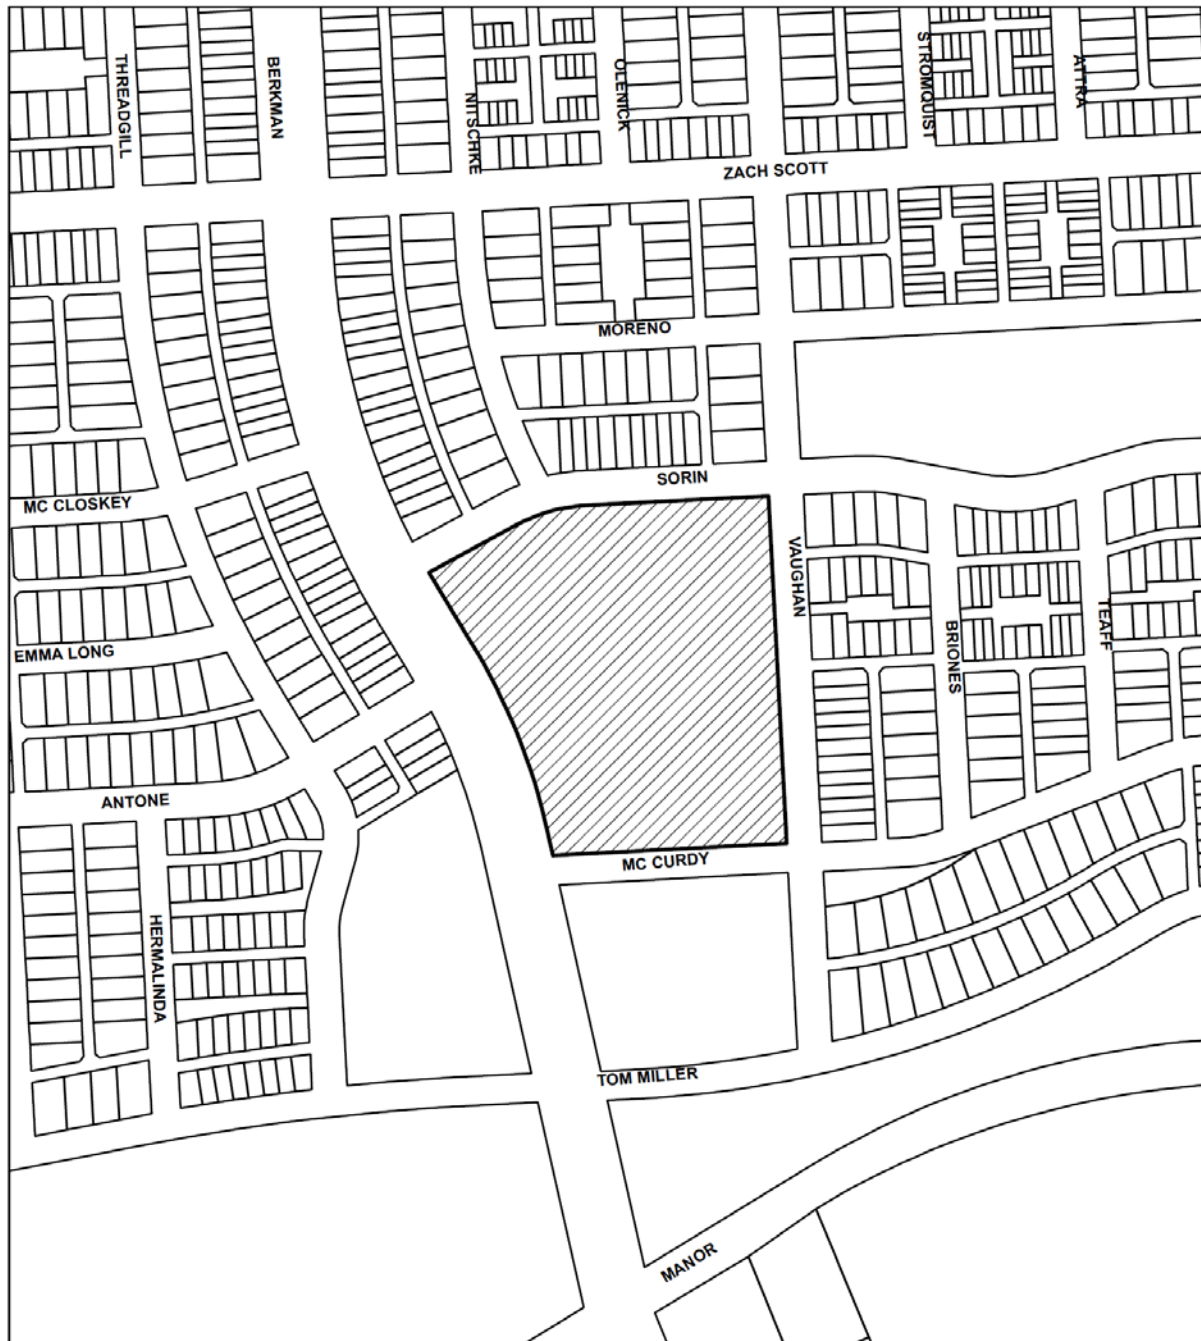 THREADGILL
BERKMAN
NITSCHKE
OLENICK
STROMQUIST
ATTRA
ZACH SCOTT
MORENO
SORIN
MC CLOSKEY
VAUGHAN
BRIONES
TEAFF
EMMA LONG
ANTONE
MC CURDY
HERMALINDA
TOM MILLER
MANOR